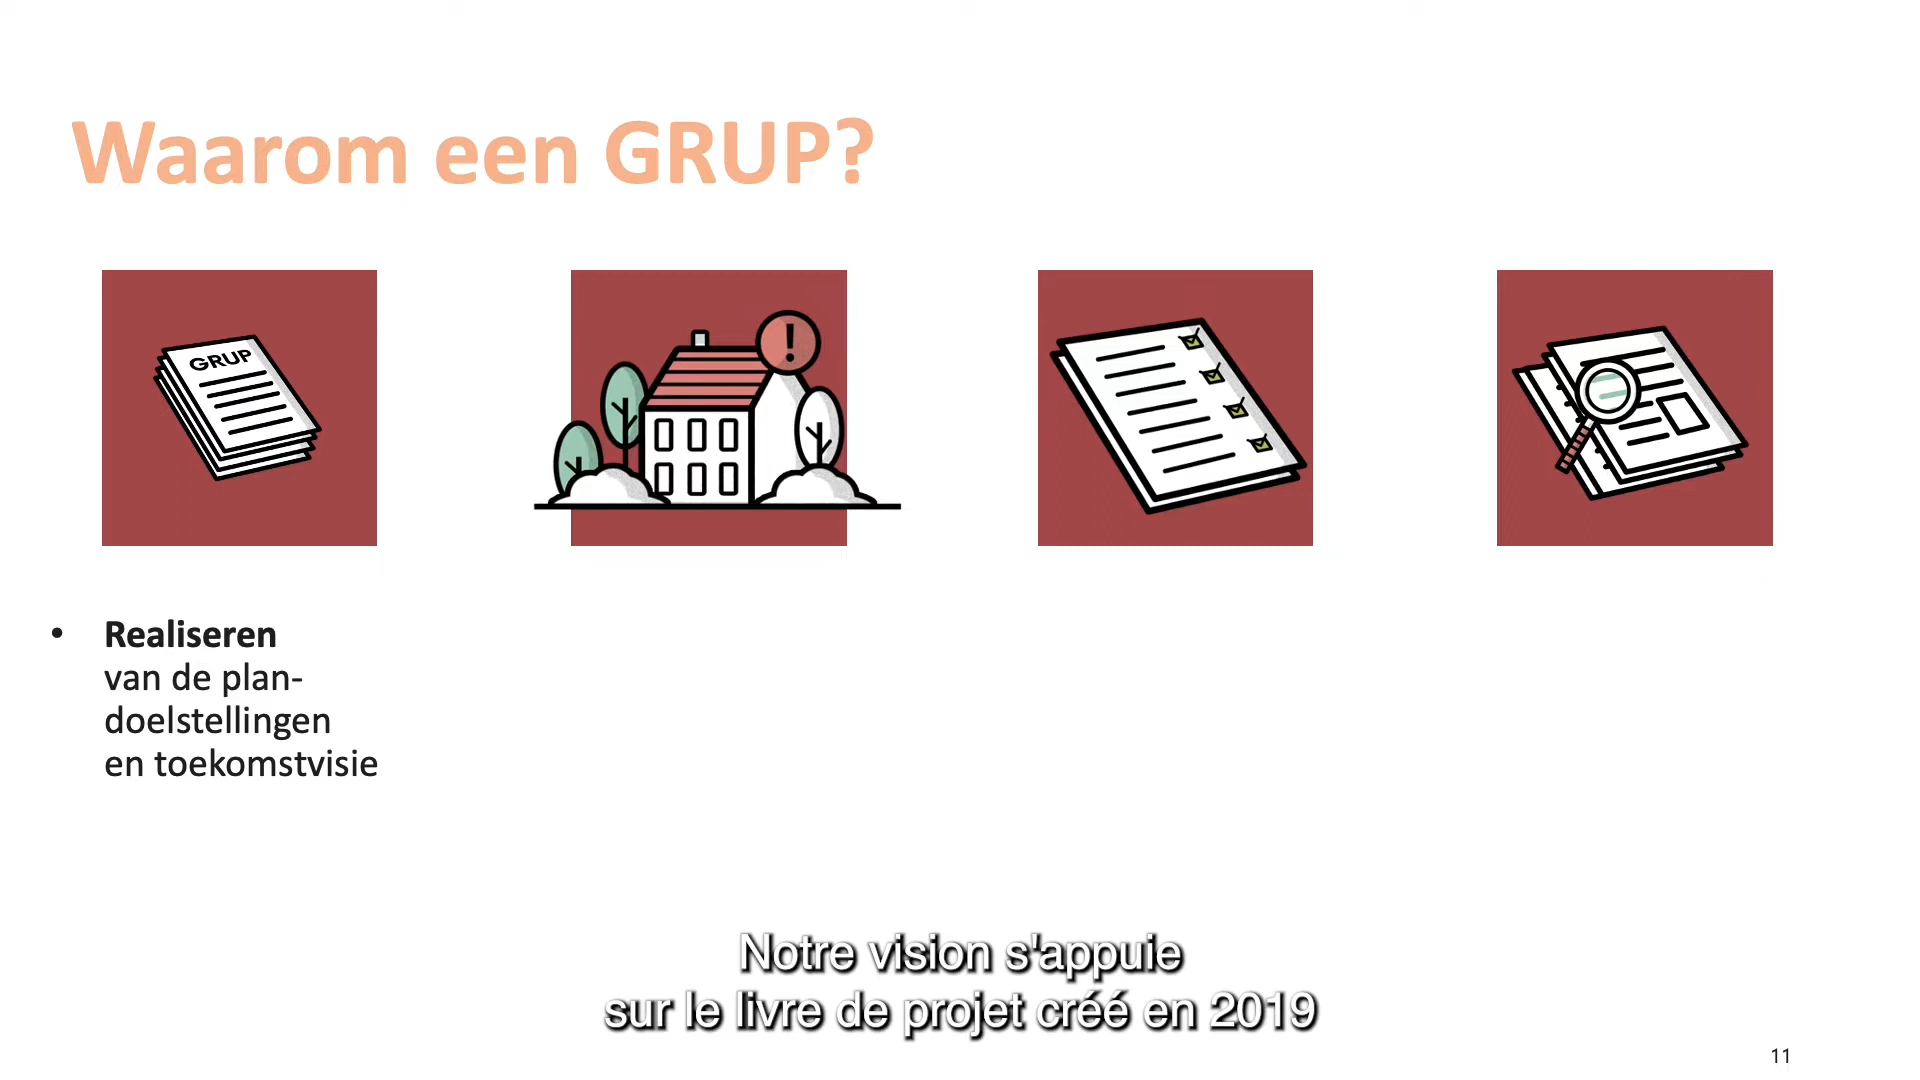 Waarom een GRUP?
GRUP
!
• Realiseren
van de plan-
doelstellingen
en toekomstvisie
Notre vision s'appuie
sur le livre de projet créé en 2019
11